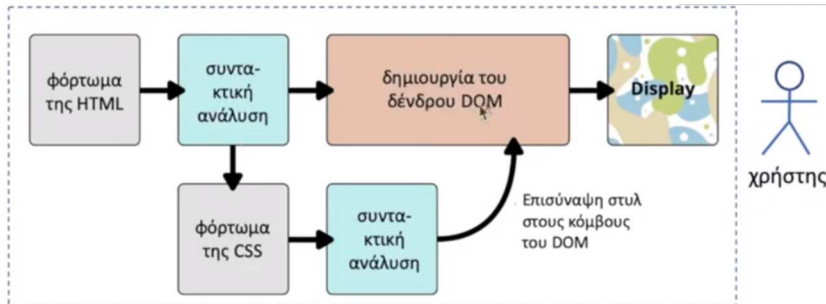 φόρτωμα
της HTML
συντα-
κτική
ανάλυση
δημιουργία του
δένδρου DOM
Display
χρήστης
φόρτωμα
της CSS
συντα-
κτική
ανάλυση
Επισύναψη στυλ
στους κόμβους
του DOM